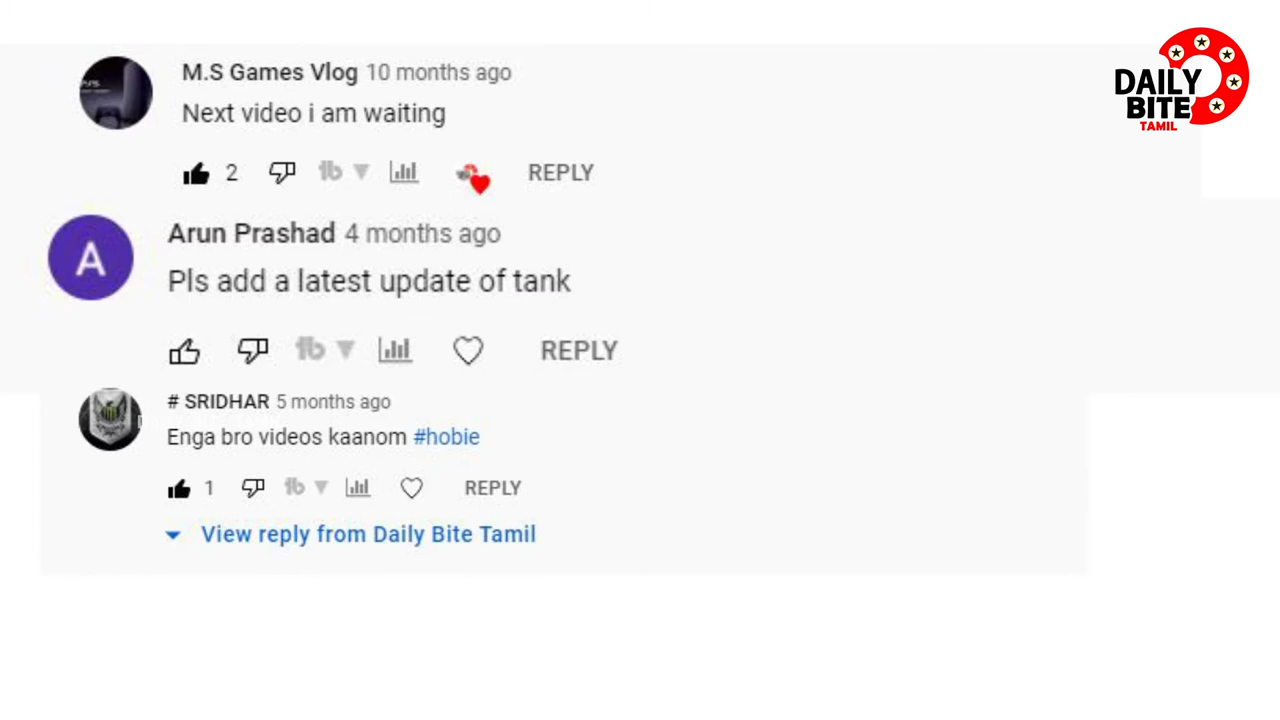 DAILY
BITE
TAMIL
M.S Games Vlog 10 months ago
Next video i am waiting
2 REPLY
A
Arun Prashad 4 months ago
Pls add a latest update of tank
REPLY
# SRIDHAR 5 months ago
Enga bro videos kaanom #hobie
1 REPLY
View reply from Daily Bite Tamil